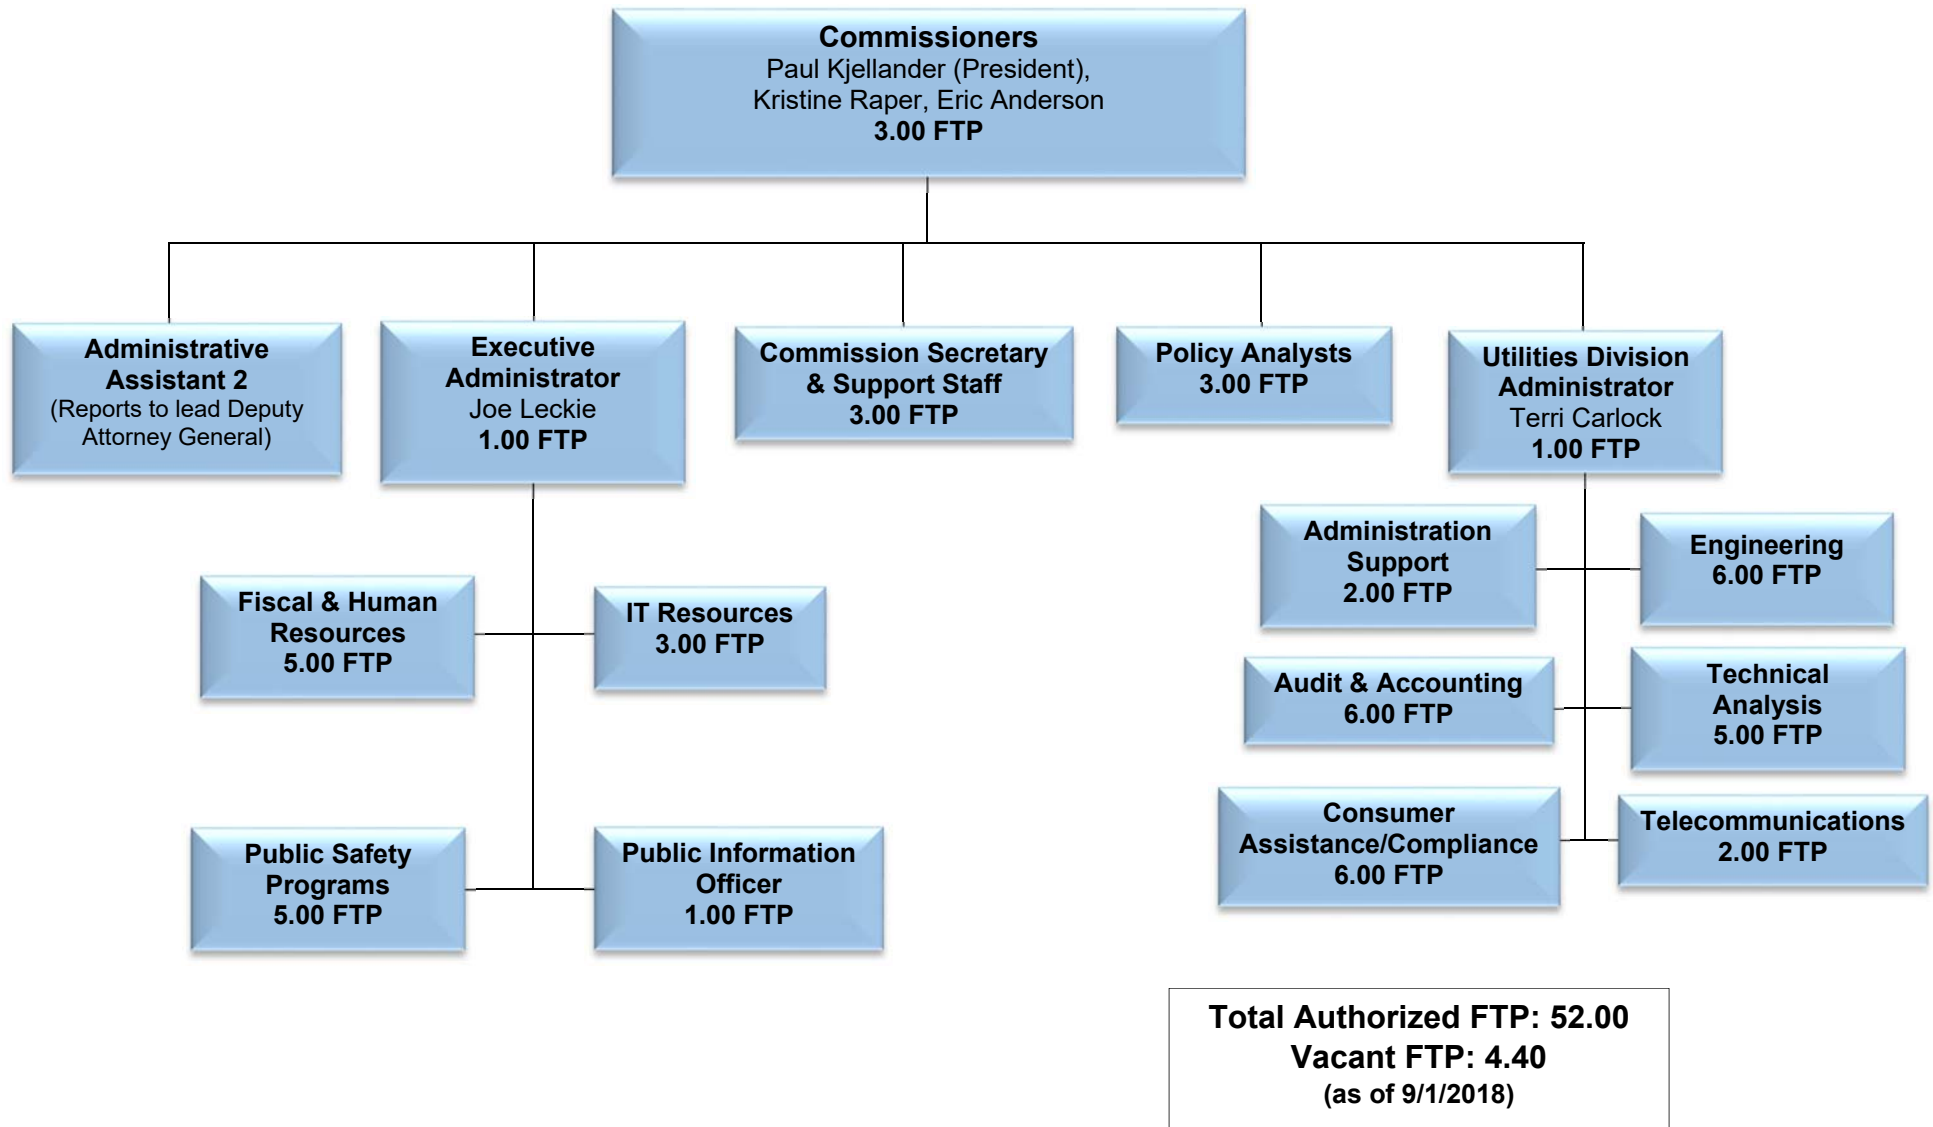 Commissioners
Paul Kjellander (President),
Kristine Raper, Eric Anderson
3.00 FTP
Administrative
Assistant 2
(Reports to lead Deputy
Attorney General)
Executive
Administrator
Joe Leckie
1.00 FTP
Commission Secretary
& Support Staff
3.00 FTP
Policy Analysts
3.00 FTP
Utilities Division
Administrator
Terri Carlock
1.00 FTP
Fiscal & Human
Resources
5.00 FTP
IT Resources
3.00 FTP
Public Safety
Programs
5.00 FTP
Public Information
Officer
1.00 FTP
Administration
Support
2.00 FTP
Engineering
6.00 FTP
Audit & Accounting
6.00 FTP
Technical
Analysis
5.00 FTP
Consumer
Assistance/Compliance
6.00 FTP
Telecommunications
2.00 FTP
Total Authorized FTP: 52.00
Vacant FTP: 4.40
(as of 9/1/2018)